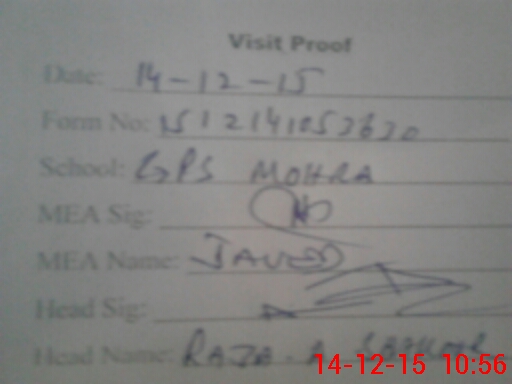 Visit Proof
Date: 14-12-15
Form No: 1512141053630
School: GPS MOHRA
MEA Sig:
MEA Name: JAVED
Head Sig:
Head Name: RAJA. A
14-12-15 10:56